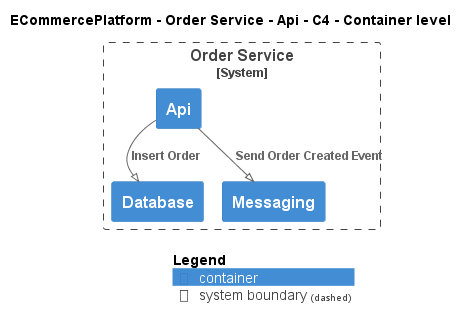 ECommercePlatform - Order Service - Api - C4 - Container level
Order Service
[System]
Api
Insert Order
Send Order Created Event
Database
Messaging
Legend
container
system boundary (dashed)